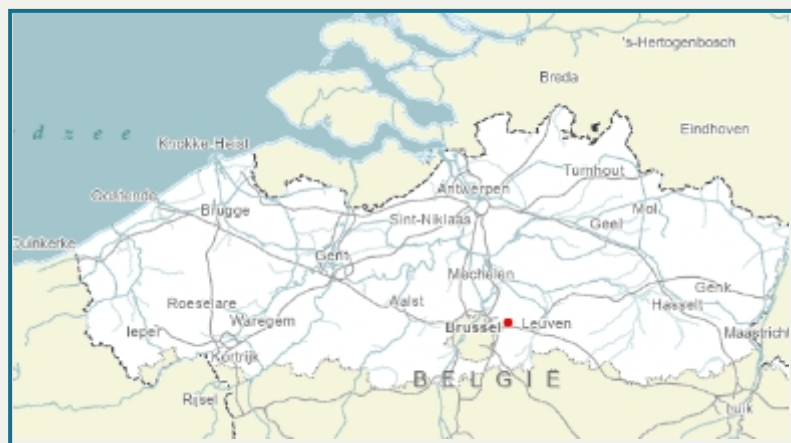 's-Hertogenbosch
Breda
d z e e
Eindhoven
Knokke-Heist
Turnhout
Oostende
Antwerpen
Brugge
Mol
Sint-Niklaas
Geel
Duinkerke
Gent
Mechelen
Genk
Roeselare
Aalst
Hasselt
Waregem
Brussel
Leuven
Ieper
Maastricht
Kortrijk
BELGIË
Rijsel
Luik